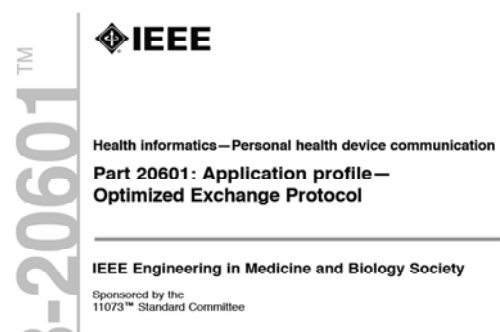 IEEE
Health informatics—Personal health device communication
Part 20601: Application profile—
Optimized Exchange Protocol
IEEE Engineering in Medicine and Biology Society
Sponsored by the
11073™ Standard Committee
3-20601™